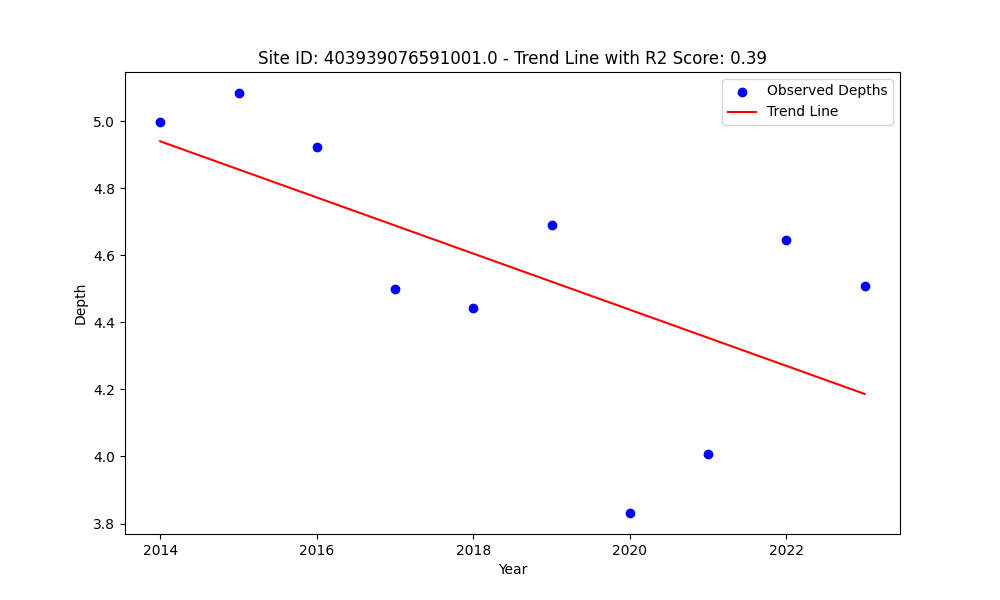 Site ID: 403939076591001.0 - Trend Line with R2 Score: 0.39
Observed Depths
Trend Line
5.0
4.8
4.6
4.4
4.2
4.0
3.8
Depth
2014
2016
2018
2020
2022
Year